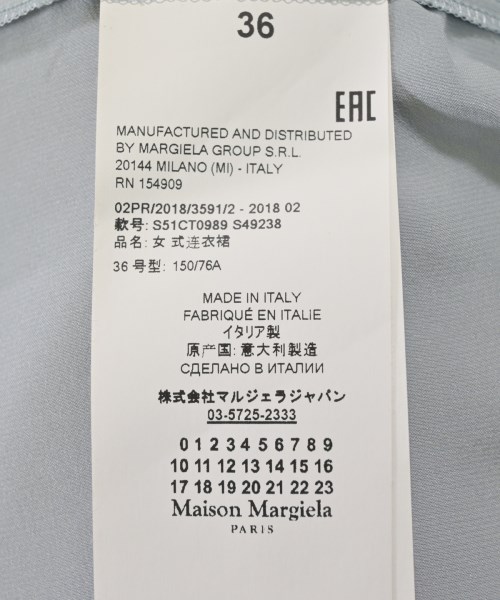 36
EAC
MANUFACTURED AND DISTRIBUTED
BY MARGIELA GROUP S.R.L.
20144 MILANO (MI) - ITALY
RN 154909
02PR/2018/3591/2 - 2018 02
款号: S51CT0989 S49238
品名: 女 式连衣裙
36 号型: 150/76A
MADE IN ITALY
FABRIQUÉ EN ITALIE
イタリア製
原产国: 意大利製造
СДЕЛАНО В ИТАЛИИ
株式会社マルジェラジャパン
03-5725-2333
0 1 2 3 4 5 6 7 8 9
10 11 12 13 14 15 16
17 18 19 20 21 22 23
Maison Margiela
PARIS